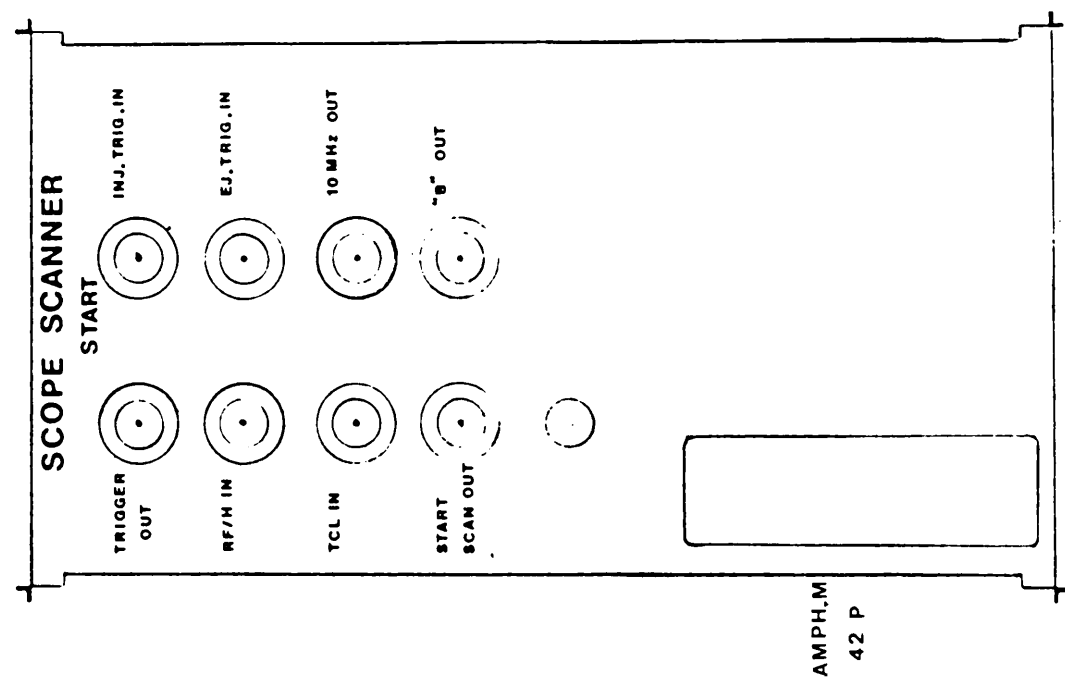 SCOPE SCANNER
START
TRIGGER
OUT
INJ.TRIG.IN
RF/H IN
EJ.TRIG.IN
TCL IN
10 MHz OUT
START
SCAN OUT
"B" OUT
AMPH.M
42 P